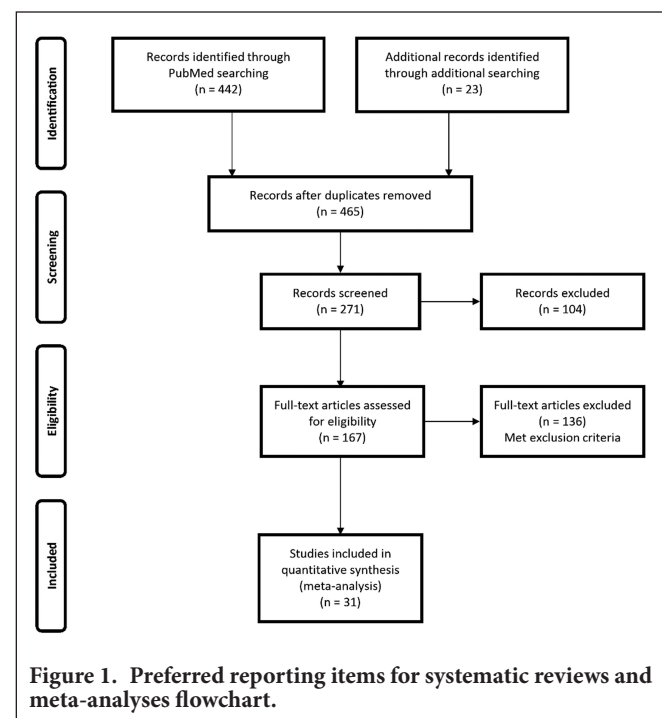 Identification
Records identified through
PubMed searching
(n = 442)
Additional records identified
through additional searching
(n = 23)
Records after duplicates removed
(n = 465)
Screening
Records screened
(n = 271)
Records excluded
(n = 104)
Eligibility
Full-text articles assessed
for eligibility
(n = 167)
Full-text articles excluded
(n = 136)
Met exclusion criteria
Included
Studies included in
quantitative synthesis
(meta-analysis)
(n = 31)
Figure 1. Preferred reporting items for systematic reviews and
meta-analyses flowchart.